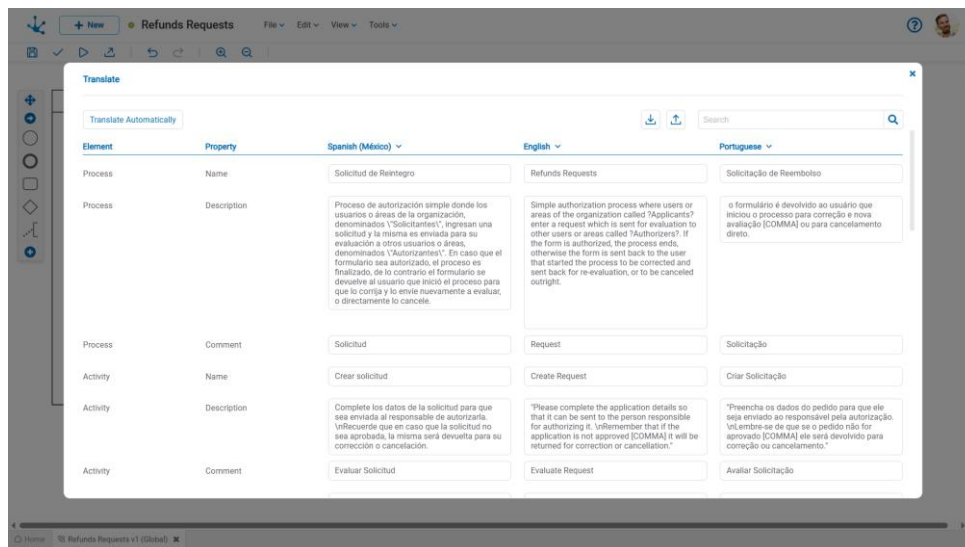 + New
Refunds Requests
File
Edit
View
Tools
?
Translate
Translate Automatically
Search
Element
Property
Spanish (México)
English
Portuguese
Process
Name
Solicitud de Reintegro
Refunds Requests
Solicitação de Reembolso
Process
Description
Proceso de autorización simple donde los
usuarios o áreas de la organización,
denominados \"Solicitantes\", ingresan una
solicitud y la misma es enviada para su
evaluación a otros usuarios o áreas,
denominados \"Autorizantes\". En caso que el
formulario sea autorizado, el proceso es
finalizado, de lo contrario el formulario se
devuelve al usuario que inició el proceso para
que lo corrija y lo envíe nuevamente a evaluar,
o directamente lo cancele.
Simple authorization process where users or
areas of the organization called ?Applicants?
enter a request which is sent for evaluation to
other users or areas called ?Authorizers?. If
the form is authorized, the process ends,
otherwise the form is sent back to the user
that started the process to be corrected and
sent back for re-evaluation, or to be canceled
outright.
o formulário é devolvido ao usuário que
iniciou o processo para correção e nova
avaliação [COMMA] ou para cancelamento
direto.
Process
Comment
Solicitud
Request
Solicitação
Activity
Name
Crear solicitud
Create Request
Criar Solicitação
Activity
Description
Complete los datos de la solicitud para que
sea enviada al responsable de autorizarla.
\nRecuerde que en caso que la solicitud no
sea aprobada, la misma será devuelta para su
corrección o cancelación.
"Please complete the application details so
that it can be sent to the person responsible
for authorizing it. \nRemember that if the
application is not approved [COMMA] it will be
returned for correction or cancellation."
"Preencha os dados do pedido para que ele
seja enviado ao responsável pela autorização.
\nLembre-se de que se o pedido não for
aprovado [COMMA] ele será devolvido para
correção ou cancelamento."
Activity
Comment
Evaluar Solicitud
Evaluate Request
Avaliar Solicitação
Home
Refunds Requests v1 (Global)